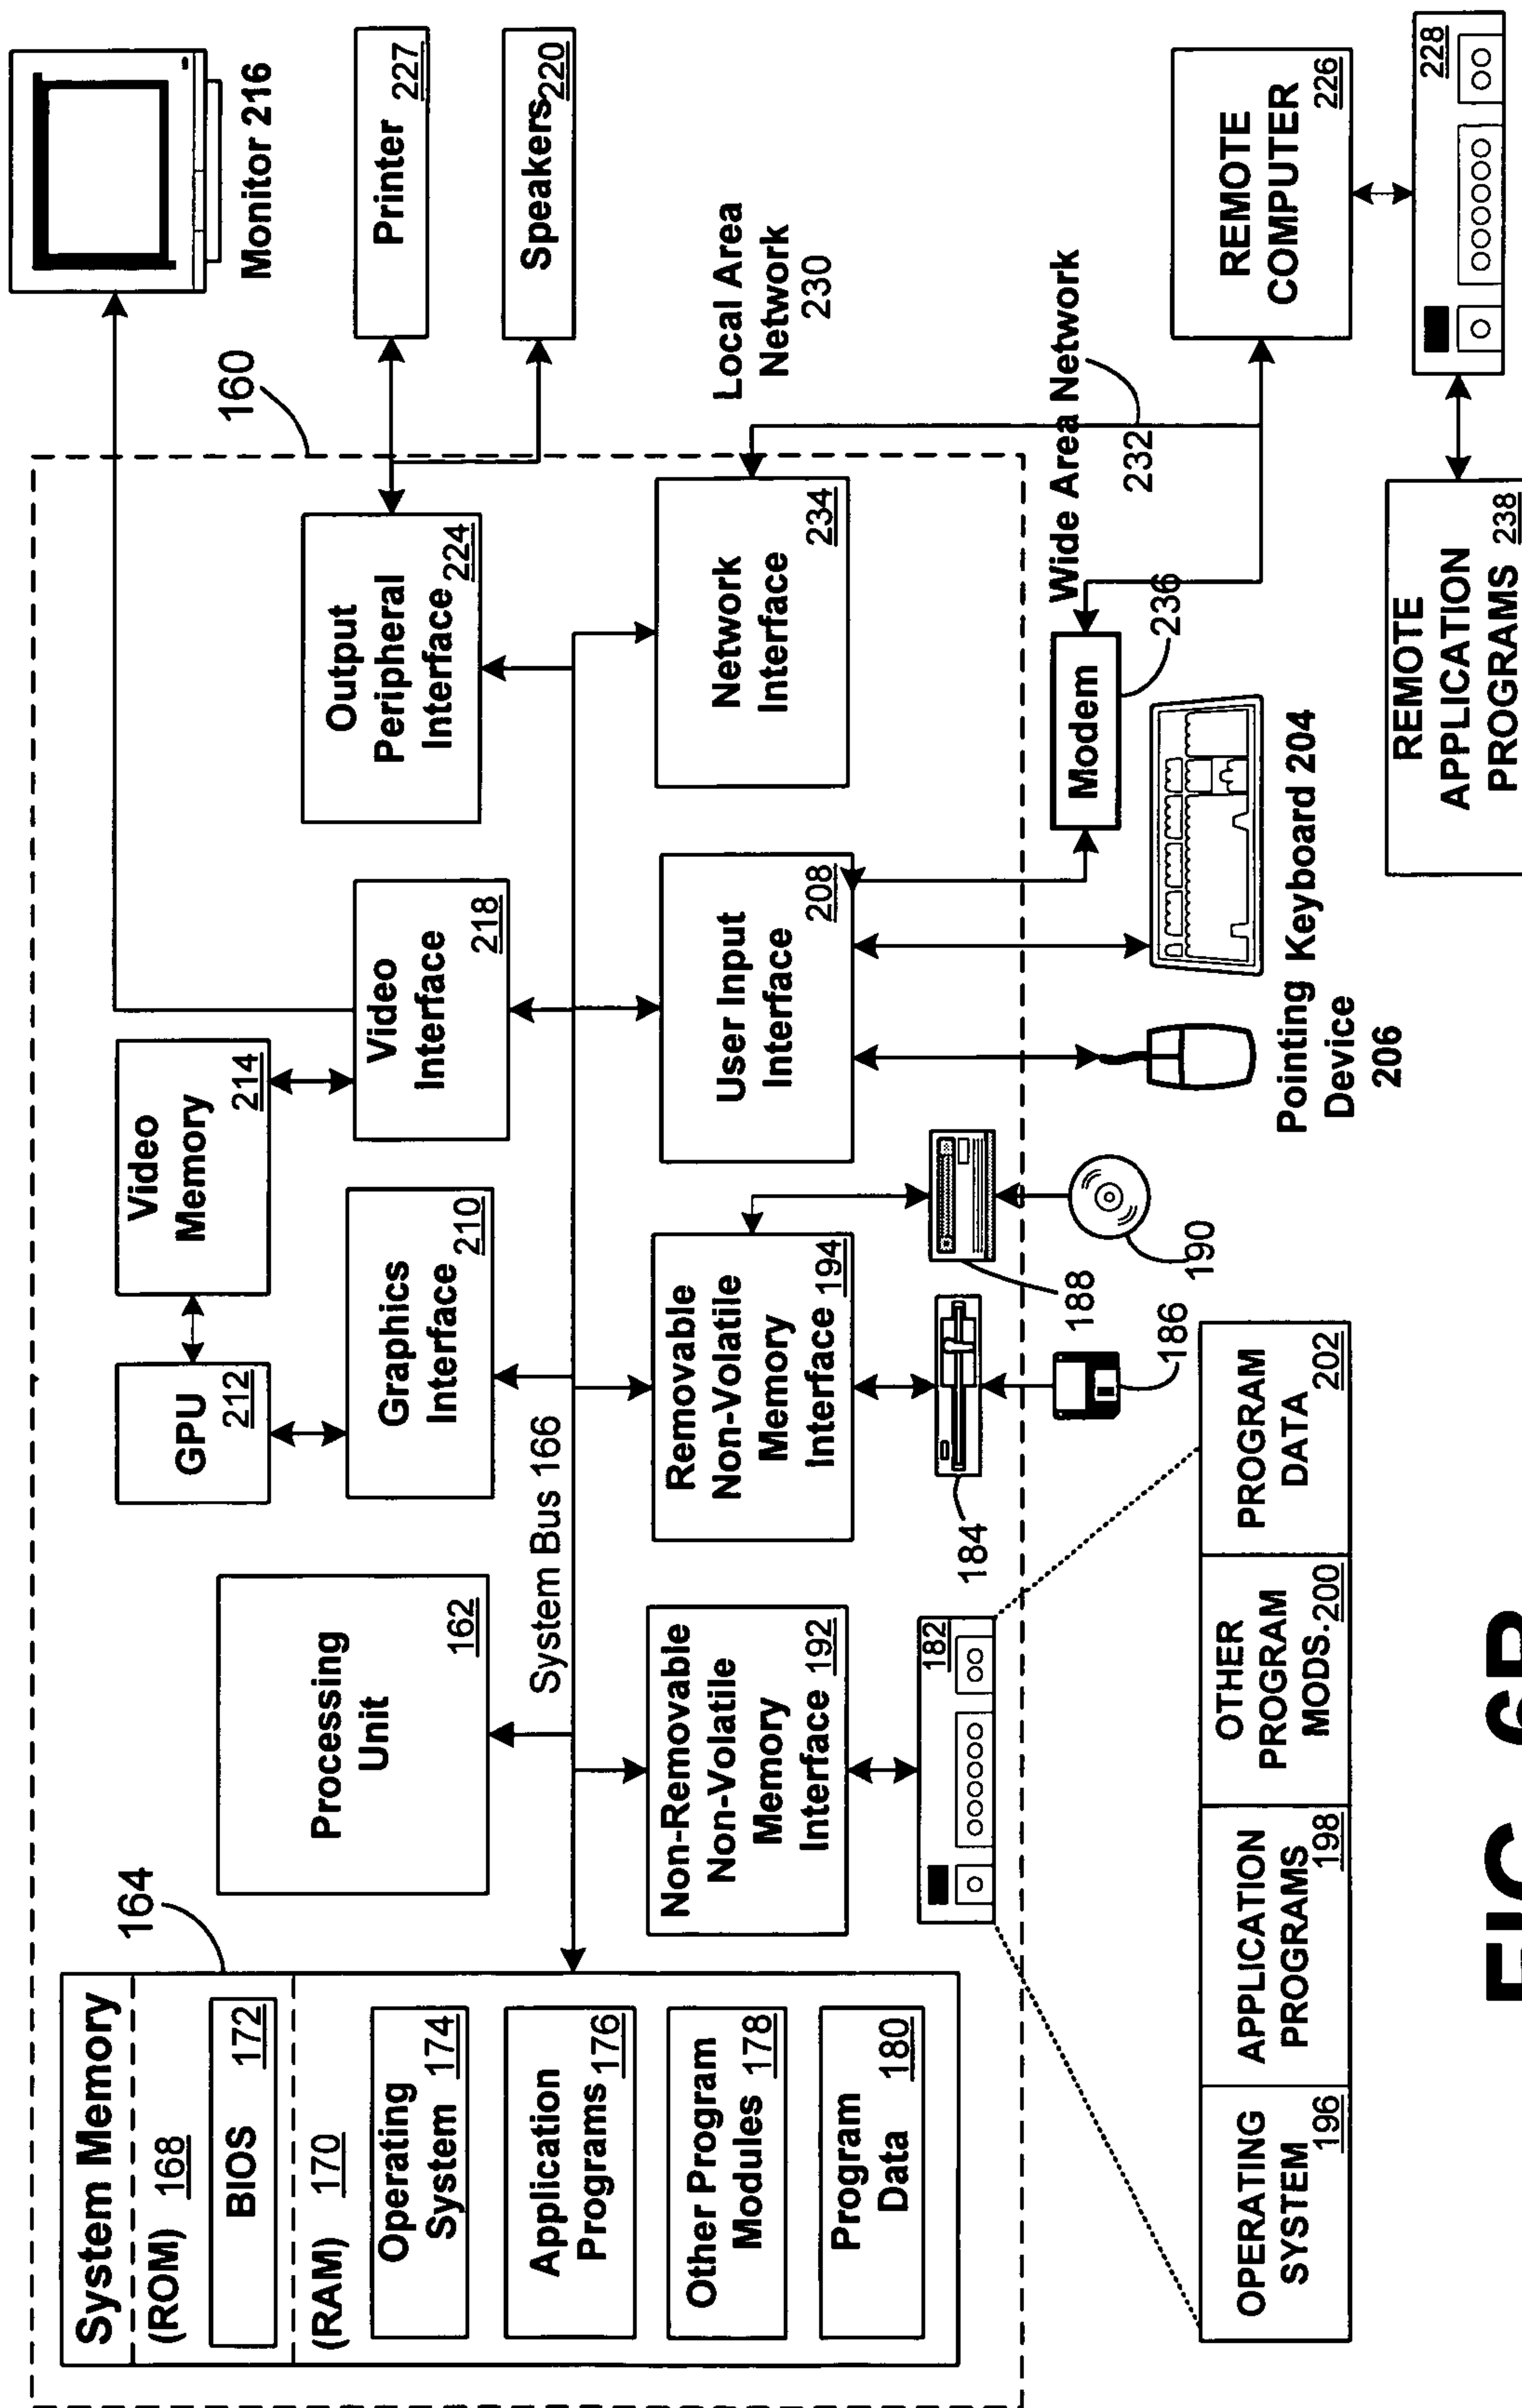 System Memory
(ROM) 168
BIOS 172
(RAM) 170
Operating
System 174
Application
Programs 176
Other Program
Modules 178
Program
Data 180
164
Processing
Unit
162
System Bus 166
GPU
212
Video
Memory
214
Graphics
Interface
210
Video
Interface
218
Output
Peripheral
Interface 224
160
Monitor 216
Printer
227
Speakers 220
Non-Removable
Non-Volatile
Memory
Interface 192
Removable
Non-Volatile
Memory
Interface 194
User Input
Interface
208
Network
Interface
234
Local Area
Network
230
182
184
188
186
190
Wide Area Network
232
Modem
236
Pointing
Device
206
Keyboard 204
REMOTE
COMPUTER
226
228
REMOTE
APPLICATION
PROGRAMS 238
OPERATING
SYSTEM
196
APPLICATION
PROGRAMS
198
OTHER
PROGRAM
MODS. 200
PROGRAM
DATA
202